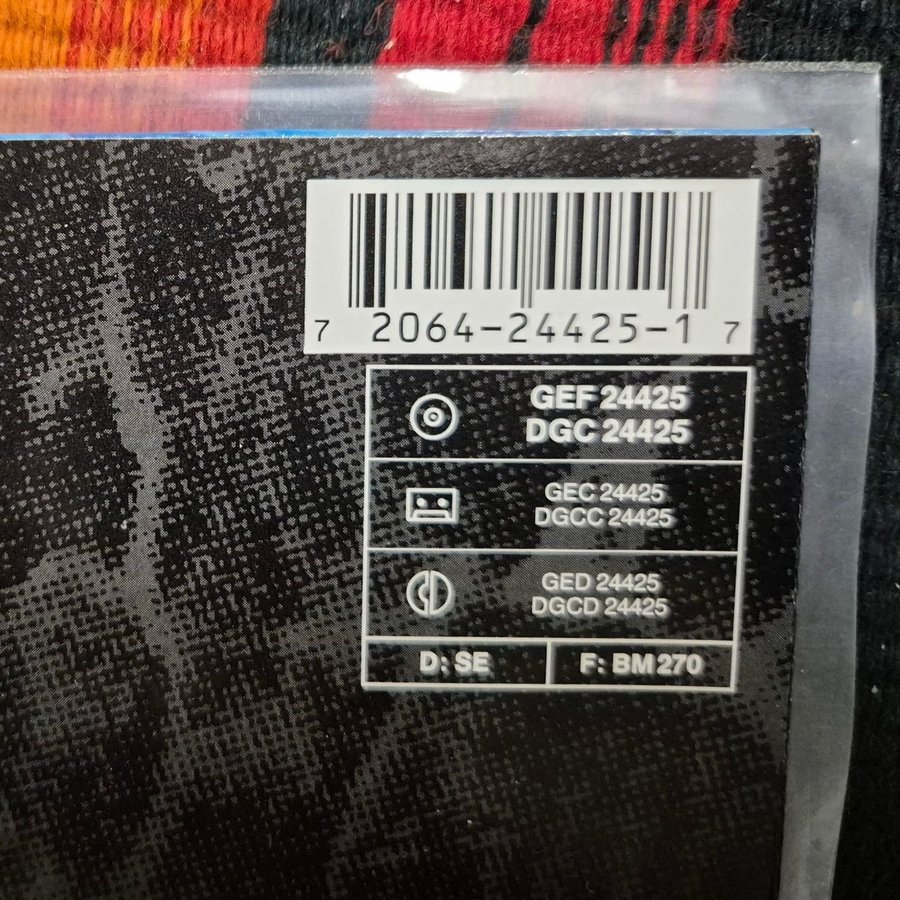 7 2064-24425-1 7
GEF 24425
DGC 24425
GEC 24425
DGCC 24425
GED 24425
DGCD 24425
D: SE
F: BM 270